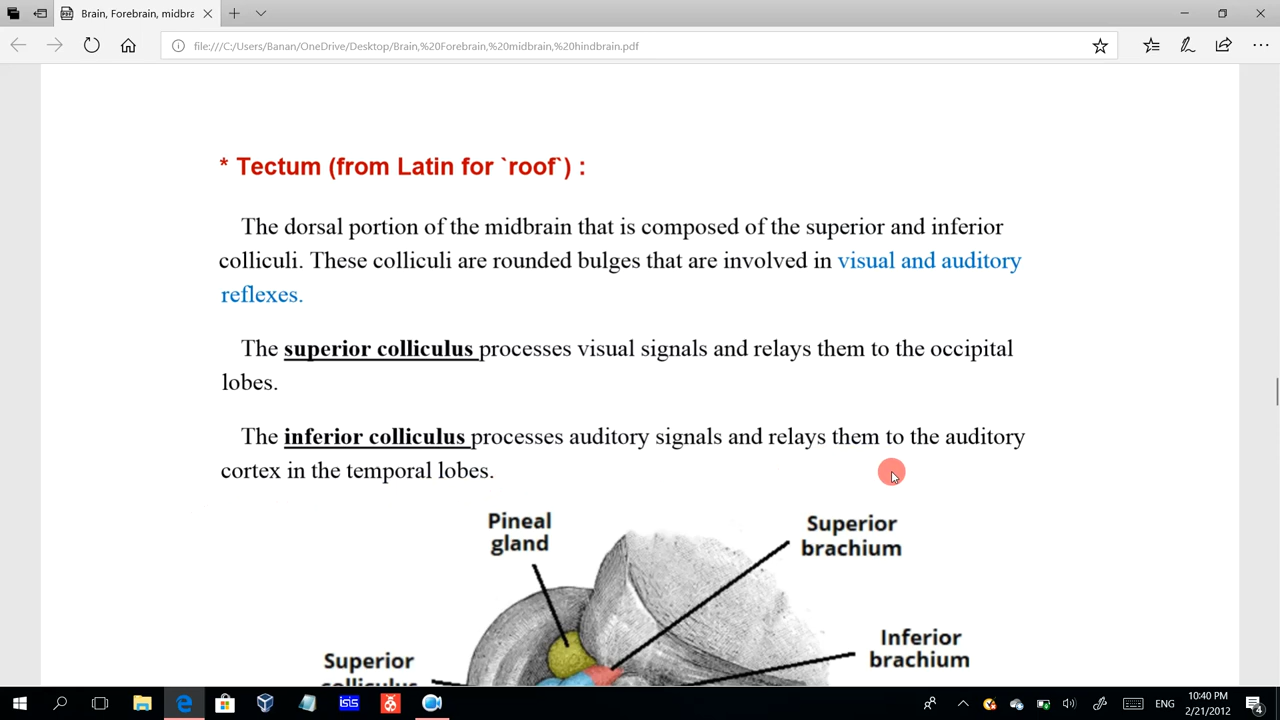 Brain, Forebrain, midbra
file:///C:/Users/Banan/OneDrive/Desktop/Brain,%20Forebrain,%20midbrain,%20hindbrain.pdf
* Tectum (from Latin for `roof`) :
The dorsal portion of the midbrain that is composed of the superior and inferior
colliculi. These colliculi are rounded bulges that are involved in visual and auditory
reflexes.
The superior colliculus processes visual signals and relays them to the occipital
lobes.
The inferior colliculus processes auditory signals and relays them to the auditory
cortex in the temporal lobes.
Pineal
gland
Superior
brachium
Inferior
brachium
Superior
colliculus
ISIS
ENG
10:40 PM
2/21/2012
4